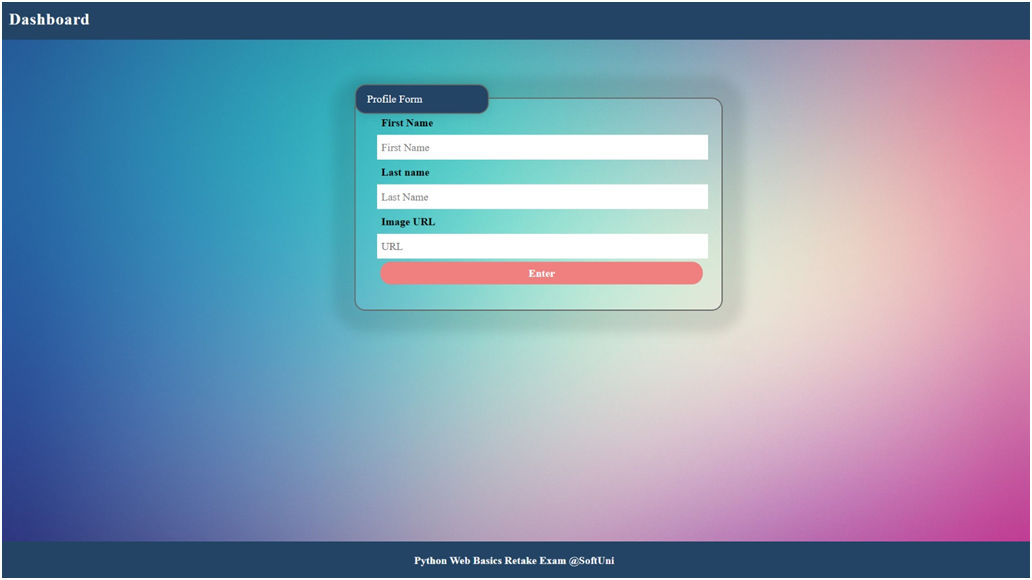 Dashboard
Profile Form
First Name
First Name
Last name
Last Name
Image URL
URL
Enter
Python Web Basics Retake Exam @SoftUni